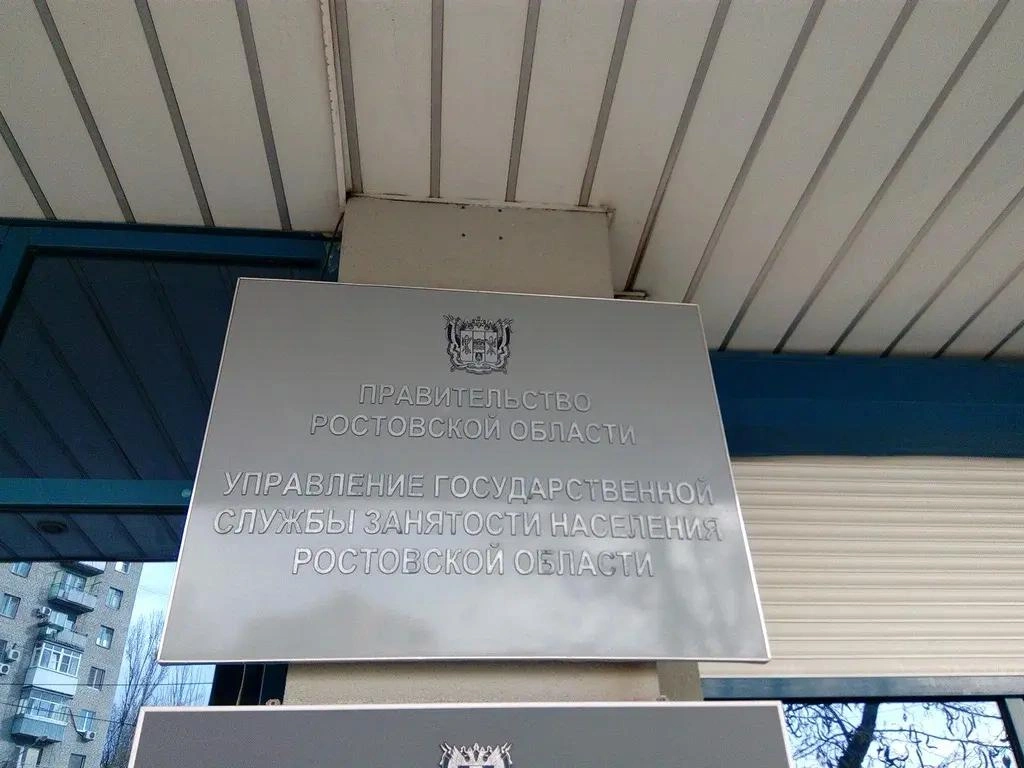 ПРАВИТЕЛЬСТВО
РОСТОВСКОЙ ОБЛАСТИ
УПРАВЛЕНИЕ ГОСУДАРСТВЕННОЙ
СЛУЖБЫ ЗАНЯТОСТИ НАСЕЛЕНИЯ
РОСТОВСКОЙ ОБЛАСТИ